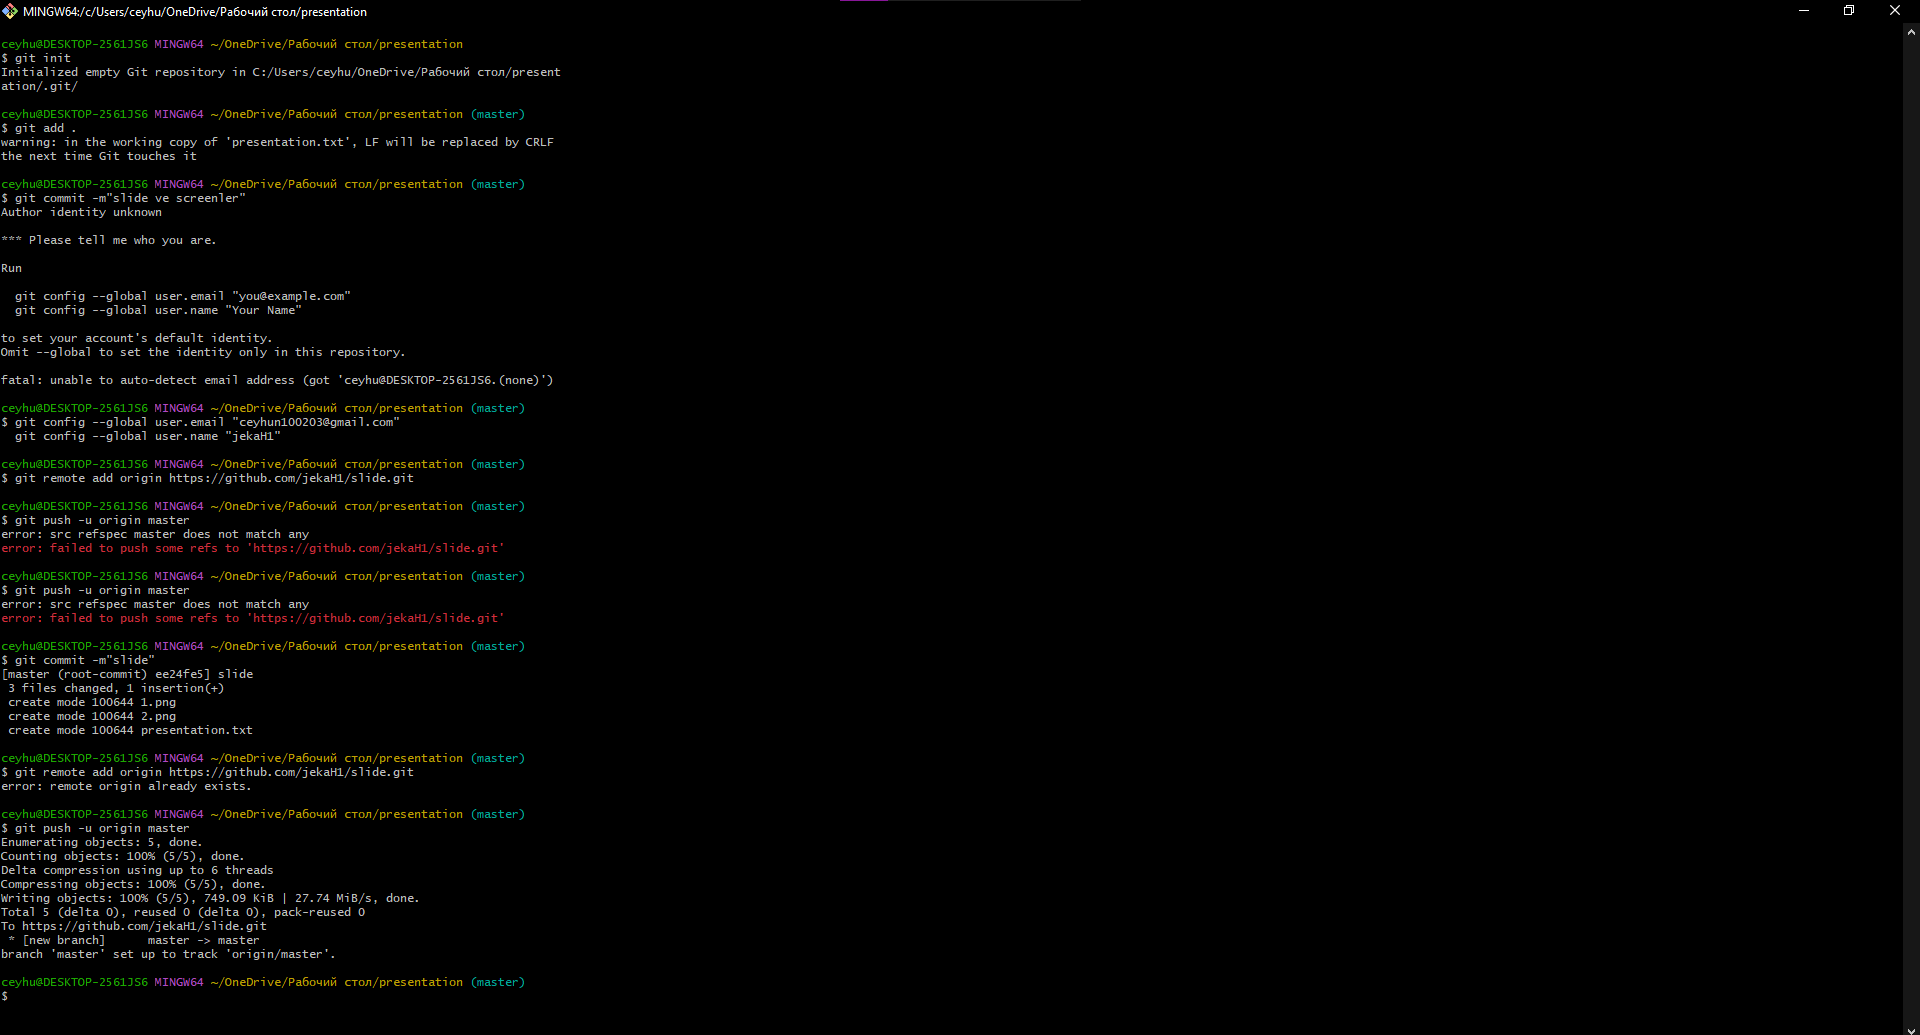 MINGW64:/c/Users/ceyhu/OneDrive/Рабочий стол/presentation
ceyhu@DESKTOP-2561JS6 MINGW64 ~/OneDrive/Рабочий стол/presentation
$ git init
Initialized empty Git repository in C:/Users/ceyhu/OneDrive/Рабочий стол/present
ation/.git/
ceyhu@DESKTOP-2561JS6 MINGW64 ~/OneDrive/Рабочий стол/presentation (master)
$ git add .
warning: in the working copy of 'presentation.txt', LF will be replaced by CRLF
the next time Git touches it
ceyhu@DESKTOP-2561JS6 MINGW64 ~/OneDrive/Рабочий стол/presentation (master)
$ git commit -m"slide ve screenler"
Author identity unknown
*** Please tell me who you are.
Run
  git config --global user.email "you@example.com"
  git config --global user.name "Your Name"
to set your account's default identity.
Omit --global to set the identity only in this repository.
fatal: unable to auto-detect email address (got 'ceyhu@DESKTOP-2561JS6.(none)')
ceyhu@DESKTOP-2561JS6 MINGW64 ~/OneDrive/Рабочий стол/presentation (master)
$ git config --global user.email "ceyhun100203@gmail.com"
  git config --global user.name "jekaH1"
ceyhu@DESKTOP-2561JS6 MINGW64 ~/OneDrive/Рабочий стол/presentation (master)
$ git remote add origin https://github.com/jekaH1/slide.git
ceyhu@DESKTOP-2561JS6 MINGW64 ~/OneDrive/Рабочий стол/presentation (master)
$ git push -u origin master
error: src refspec master does not match any
error: failed to push some refs to 'https://github.com/jekaH1/slide.git'
ceyhu@DESKTOP-2561JS6 MINGW64 ~/OneDrive/Рабочий стол/presentation (master)
$ git push -u origin master
error: src refspec master does not match any
error: failed to push some refs to 'https://github.com/jekaH1/slide.git'
ceyhu@DESKTOP-2561JS6 MINGW64 ~/OneDrive/Рабочий стол/presentation (master)
$ git commit -m"slide"
[master (root-commit) ee24fe5] slide
 3 files changed, 1 insertion(+)
 create mode 100644 1.png
 create mode 100644 2.png
 create mode 100644 presentation.txt
ceyhu@DESKTOP-2561JS6 MINGW64 ~/OneDrive/Рабочий стол/presentation (master)
$ git remote add origin https://github.com/jekaH1/slide.git
error: remote origin already exists.
ceyhu@DESKTOP-2561JS6 MINGW64 ~/OneDrive/Рабочий стол/presentation (master)
$ git push -u origin master
Enumerating objects: 5, done.
Counting objects: 100% (5/5), done.
Delta compression using up to 6 threads
Compressing objects: 100% (5/5), done.
Writing objects: 100% (5/5), 749.09 KiB | 27.74 MiB/s, done.
Total 5 (delta 0), reused 0 (delta 0), pack-reused 0
To https://github.com/jekaH1/slide.git
 * [new branch]      master -> master
branch 'master' set up to track 'origin/master'.
ceyhu@DESKTOP-2561JS6 MINGW64 ~/OneDrive/Рабочий стол/presentation (master)
$